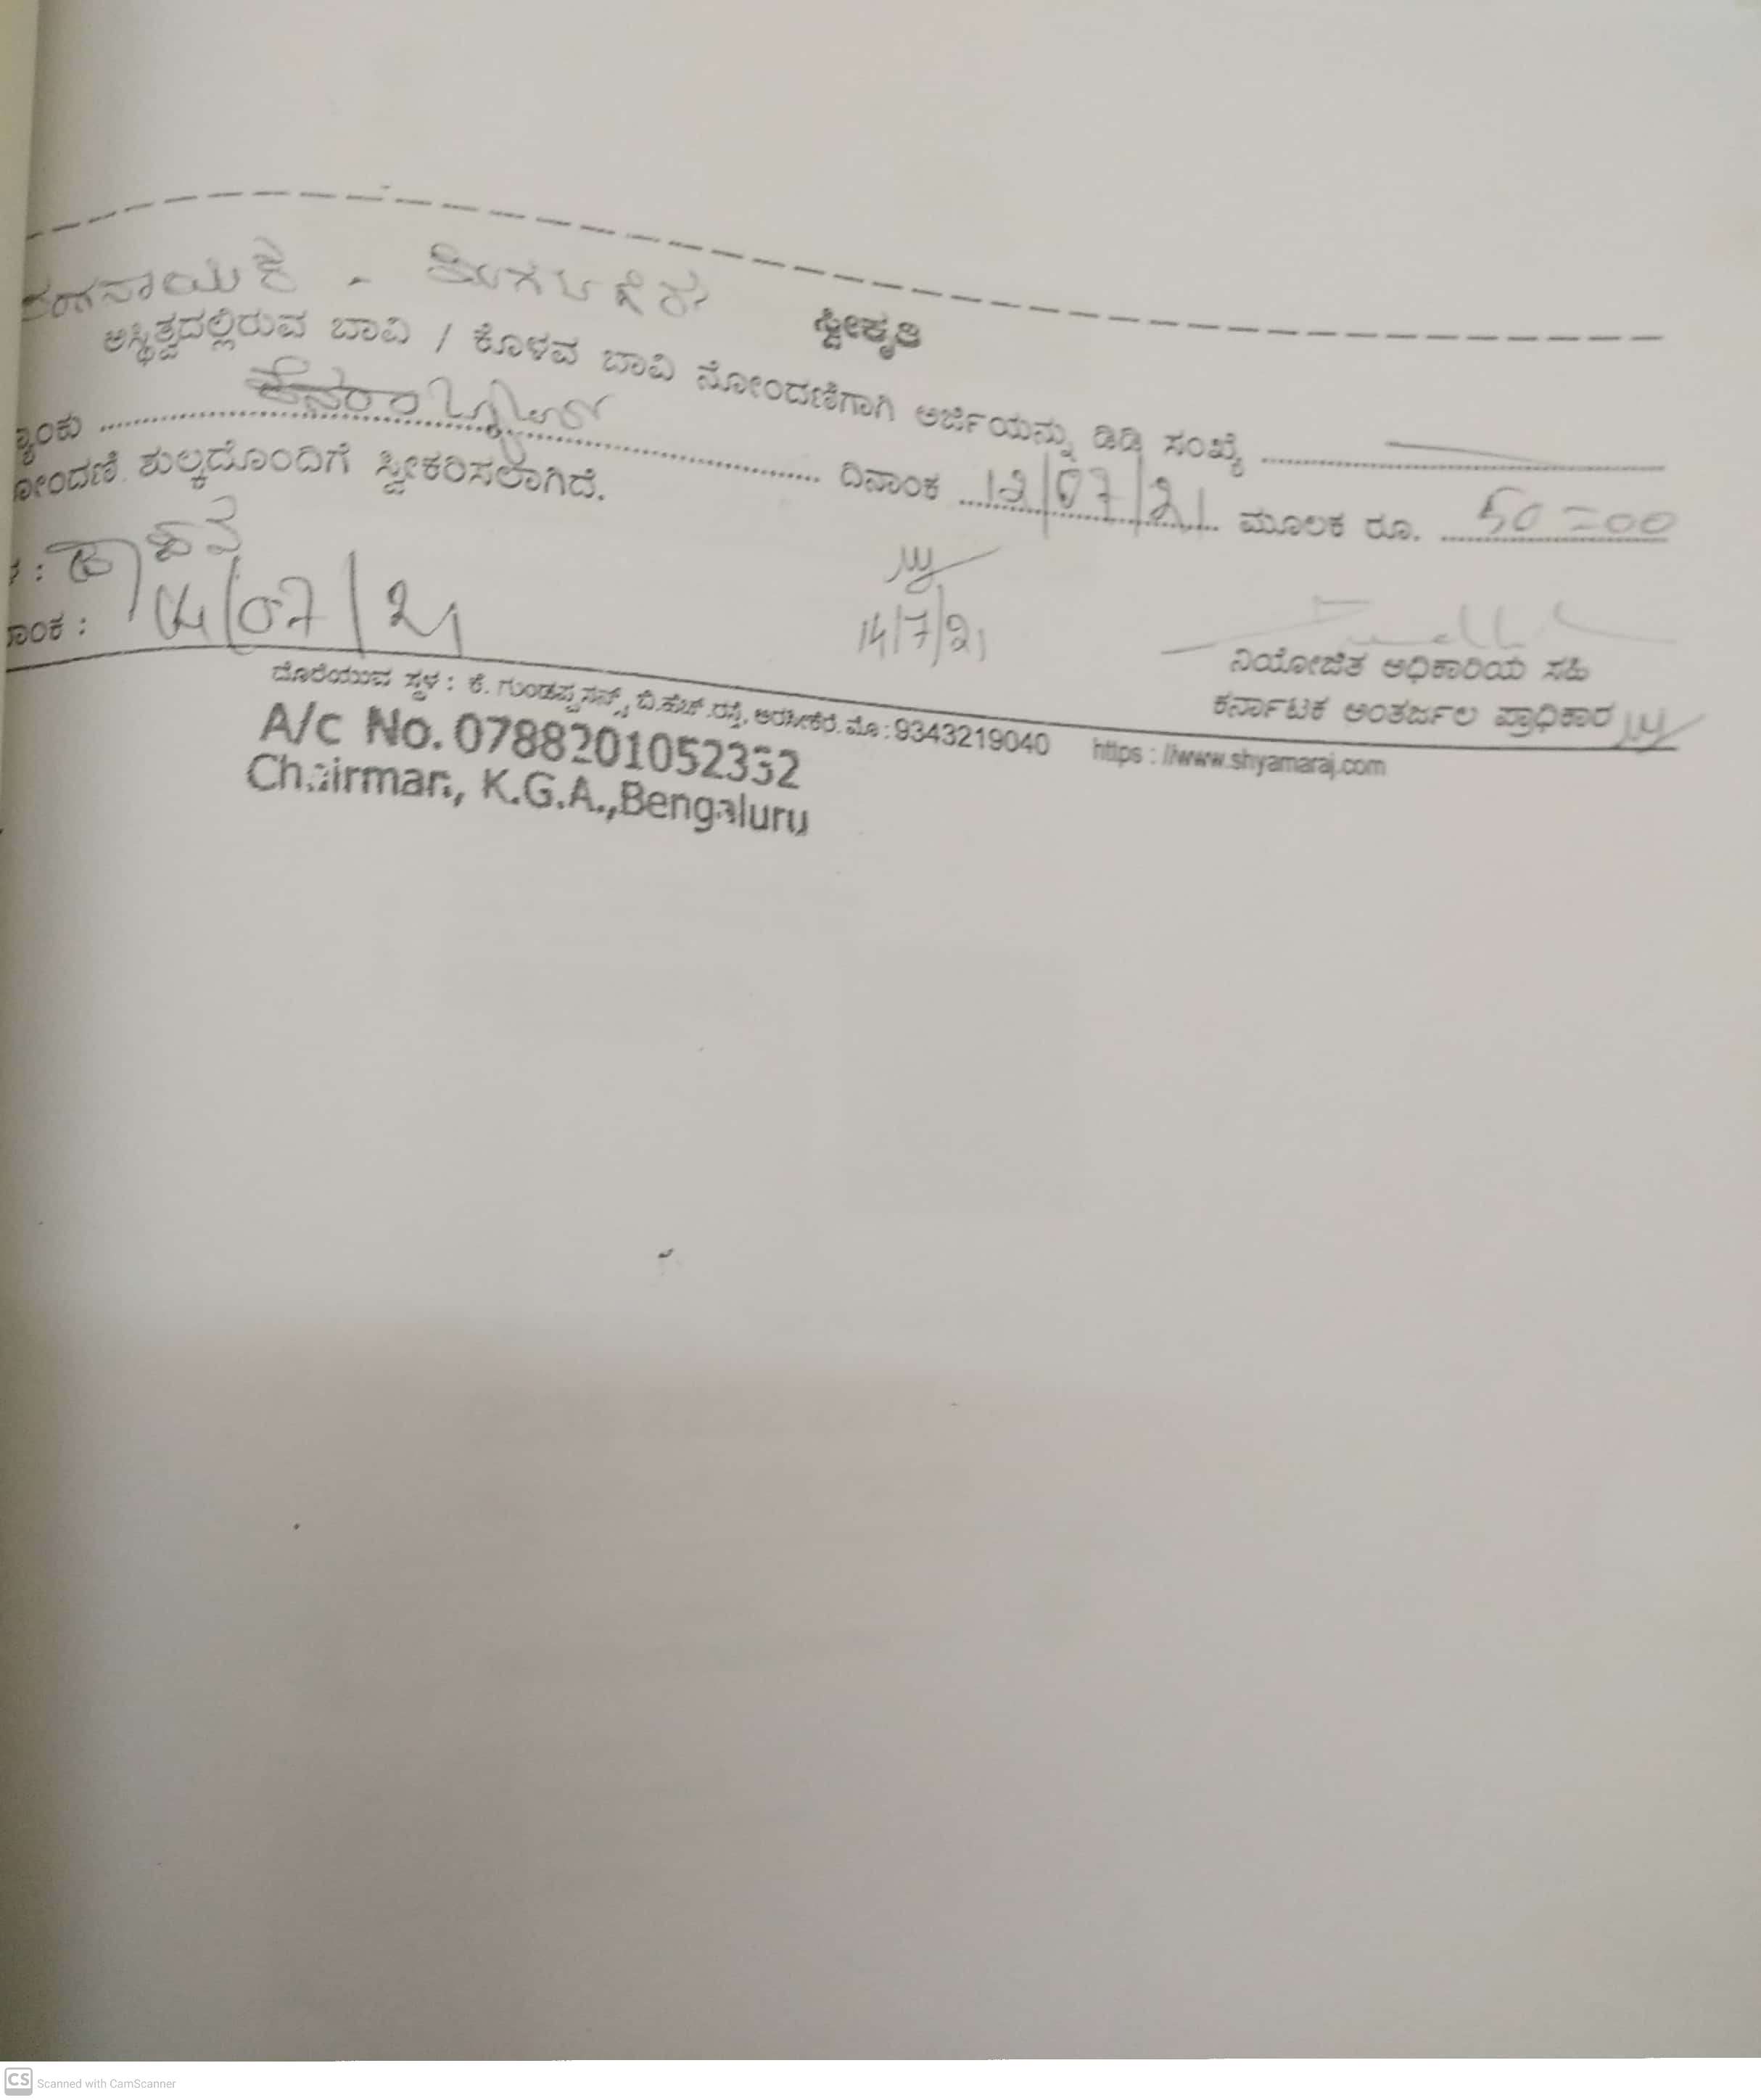 ಸ್ವೀಕೃತಿ
ಅಸ್ಥಿತ್ವದಲ್ಲಿರುವ ಬಾವಿ / ಕೊಳವ ಬಾವಿ ನೋಂದಣಿಗಾಗಿ ಅರ್ಜಿಯನ್ನು ಡಿಡಿ ಸಂಖ್ಯೆ
್ಯಾಂಕು ದಿನಾಂಕ 12/07/21 ಮೂಲಕ ರೂ. 50=00
ೋಂದಣಿ ಶುಲ್ಕದೊಂದಿಗೆ ಸ್ವೀಕರಿಸಲಾಗಿದೆ.
ಾಂಕ : 14/07/21
14/7/21
ನಿಯೋಜಿತ ಅಧಿಕಾರಿಯ ಸಹಿ
ಕರ್ನಾಟಕ ಅಂತರ್ಜಲ ಪ್ರಾಧಿಕಾರ
ದೊರೆಯುವ ಸ್ಥಳ : ಕೆ. ಗುಂಡಪ್ಪ ಸನ್ಸ್, ಬಿ.ಹೆಚ್.ರಸ್ತೆ, ಅರಸೀಕೆರೆ. ಮೊ : 9343219040 https : //www.shyamaraj.com
A/c No. 0788201052352
Chairman, K.G.A.,Bengaluru
CS Scanned with CamScanner